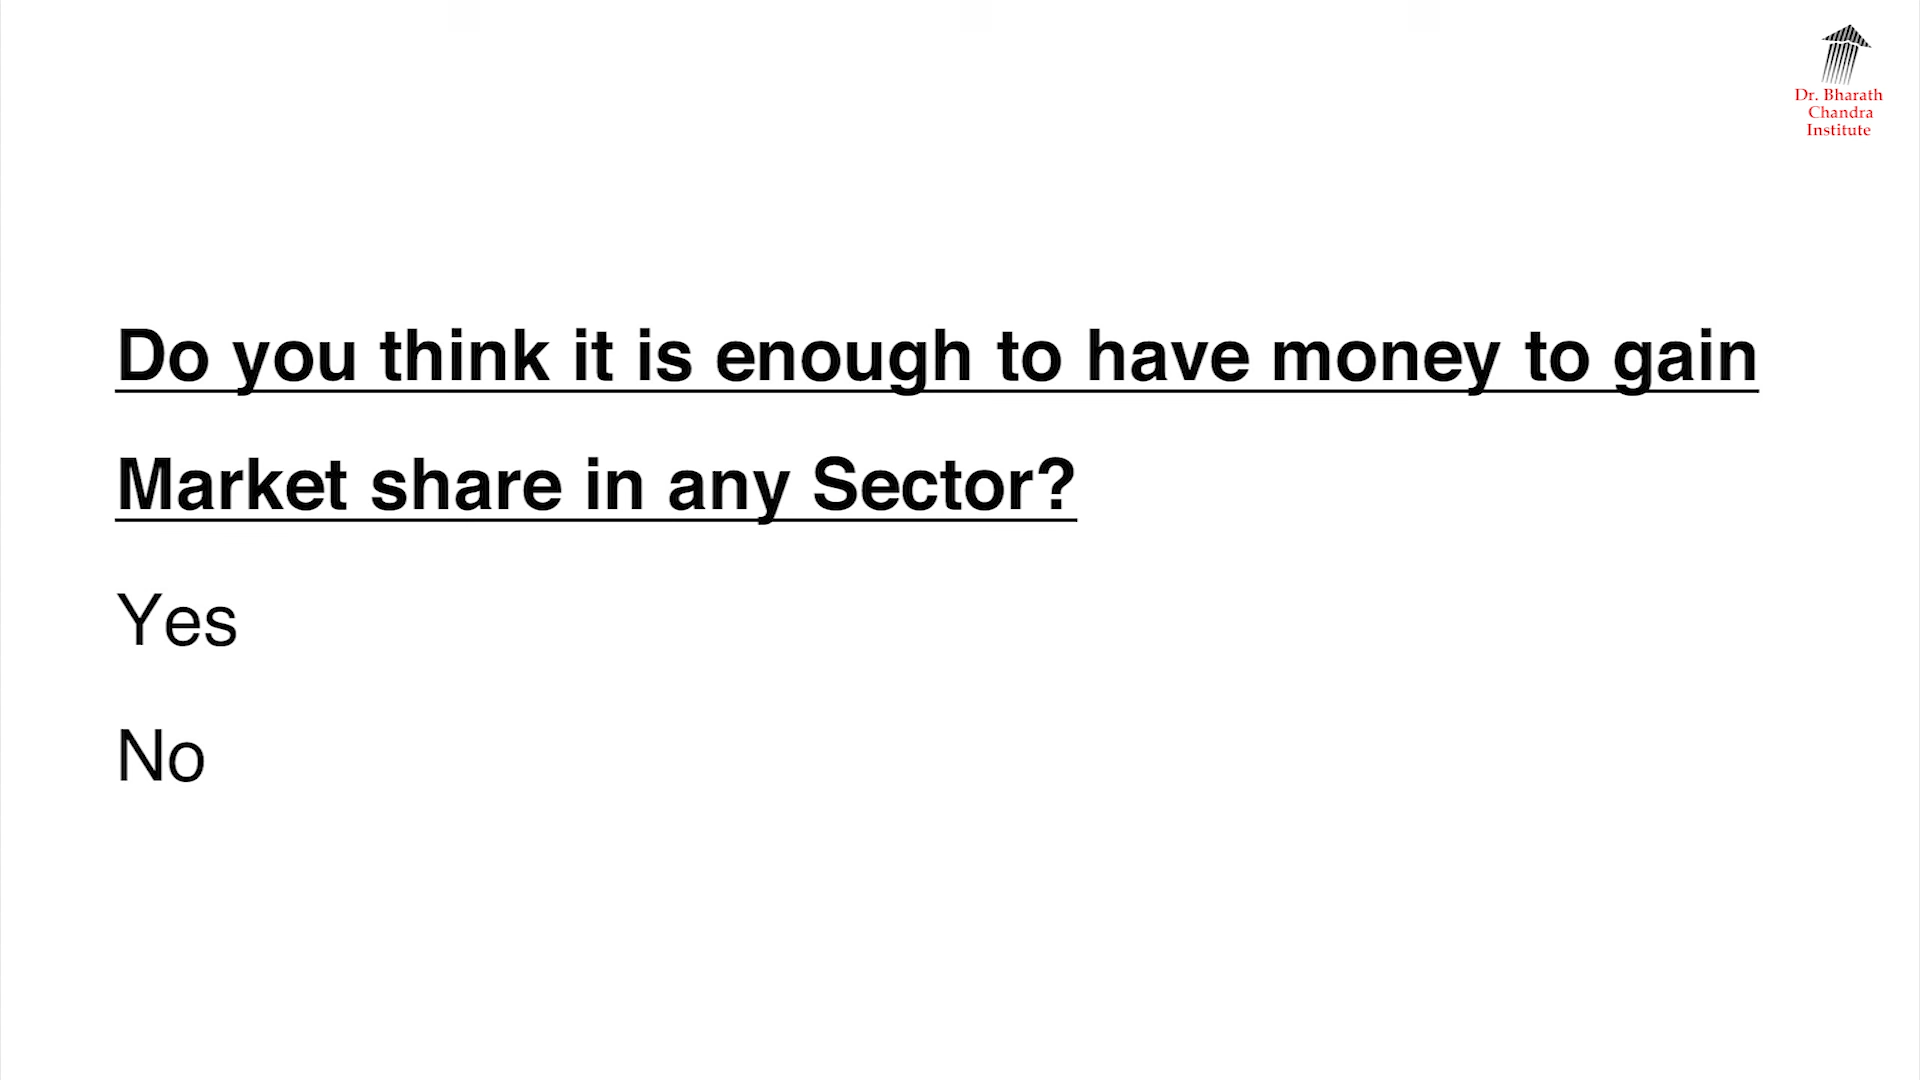 Dr. Bharath
Chandra
Institute
Do you think it is enough to have money to gain
Market share in any Sector?
Yes
No